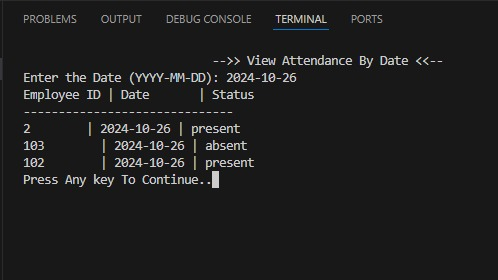 PROBLEMS OUTPUT DEBUG CONSOLE TERMINAL PORTS
-->> View Attendance By Date <<--
Enter the Date (YYYY-MM-DD): 2024-10-26
Employee ID | Date | Status
------------------------------
2 | 2024-10-26 | present
103 | 2024-10-26 | absent
102 | 2024-10-26 | present
Press Any key To Continue..